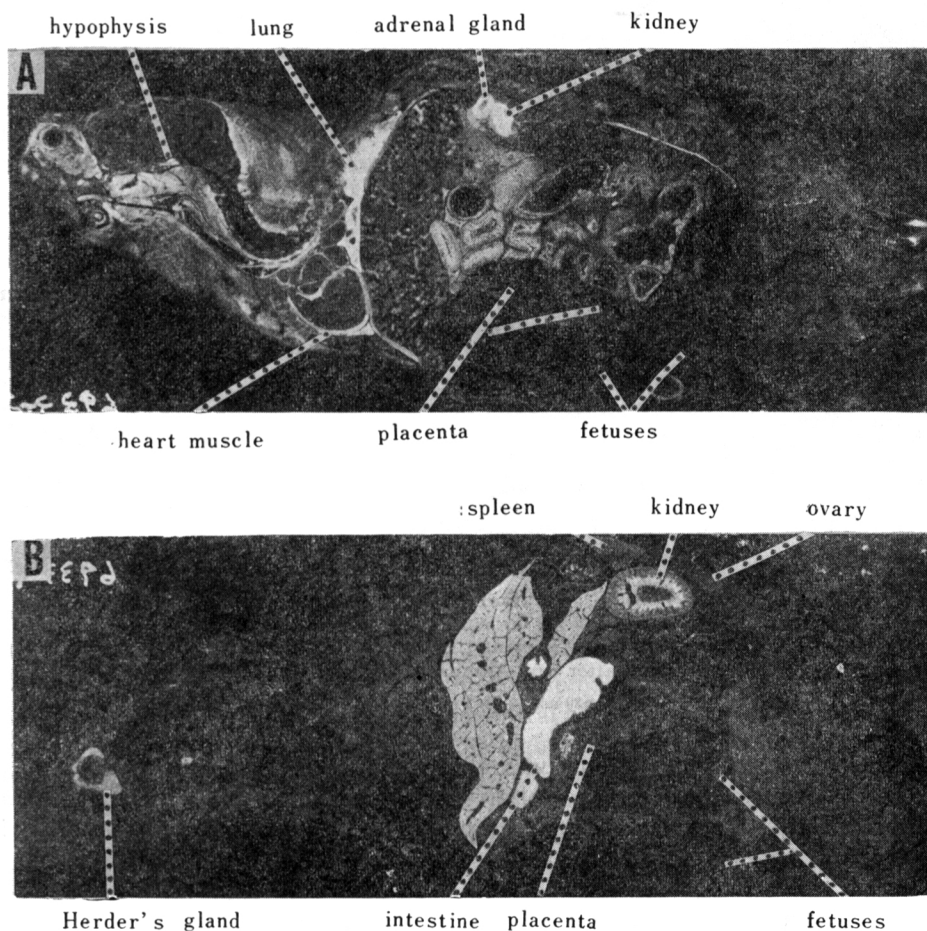 hypophysis lung adrenal gland kidney
A
heart muscle placenta fetuses
spleen kidney ovary
B
Herder's gland intestine placenta fetuses